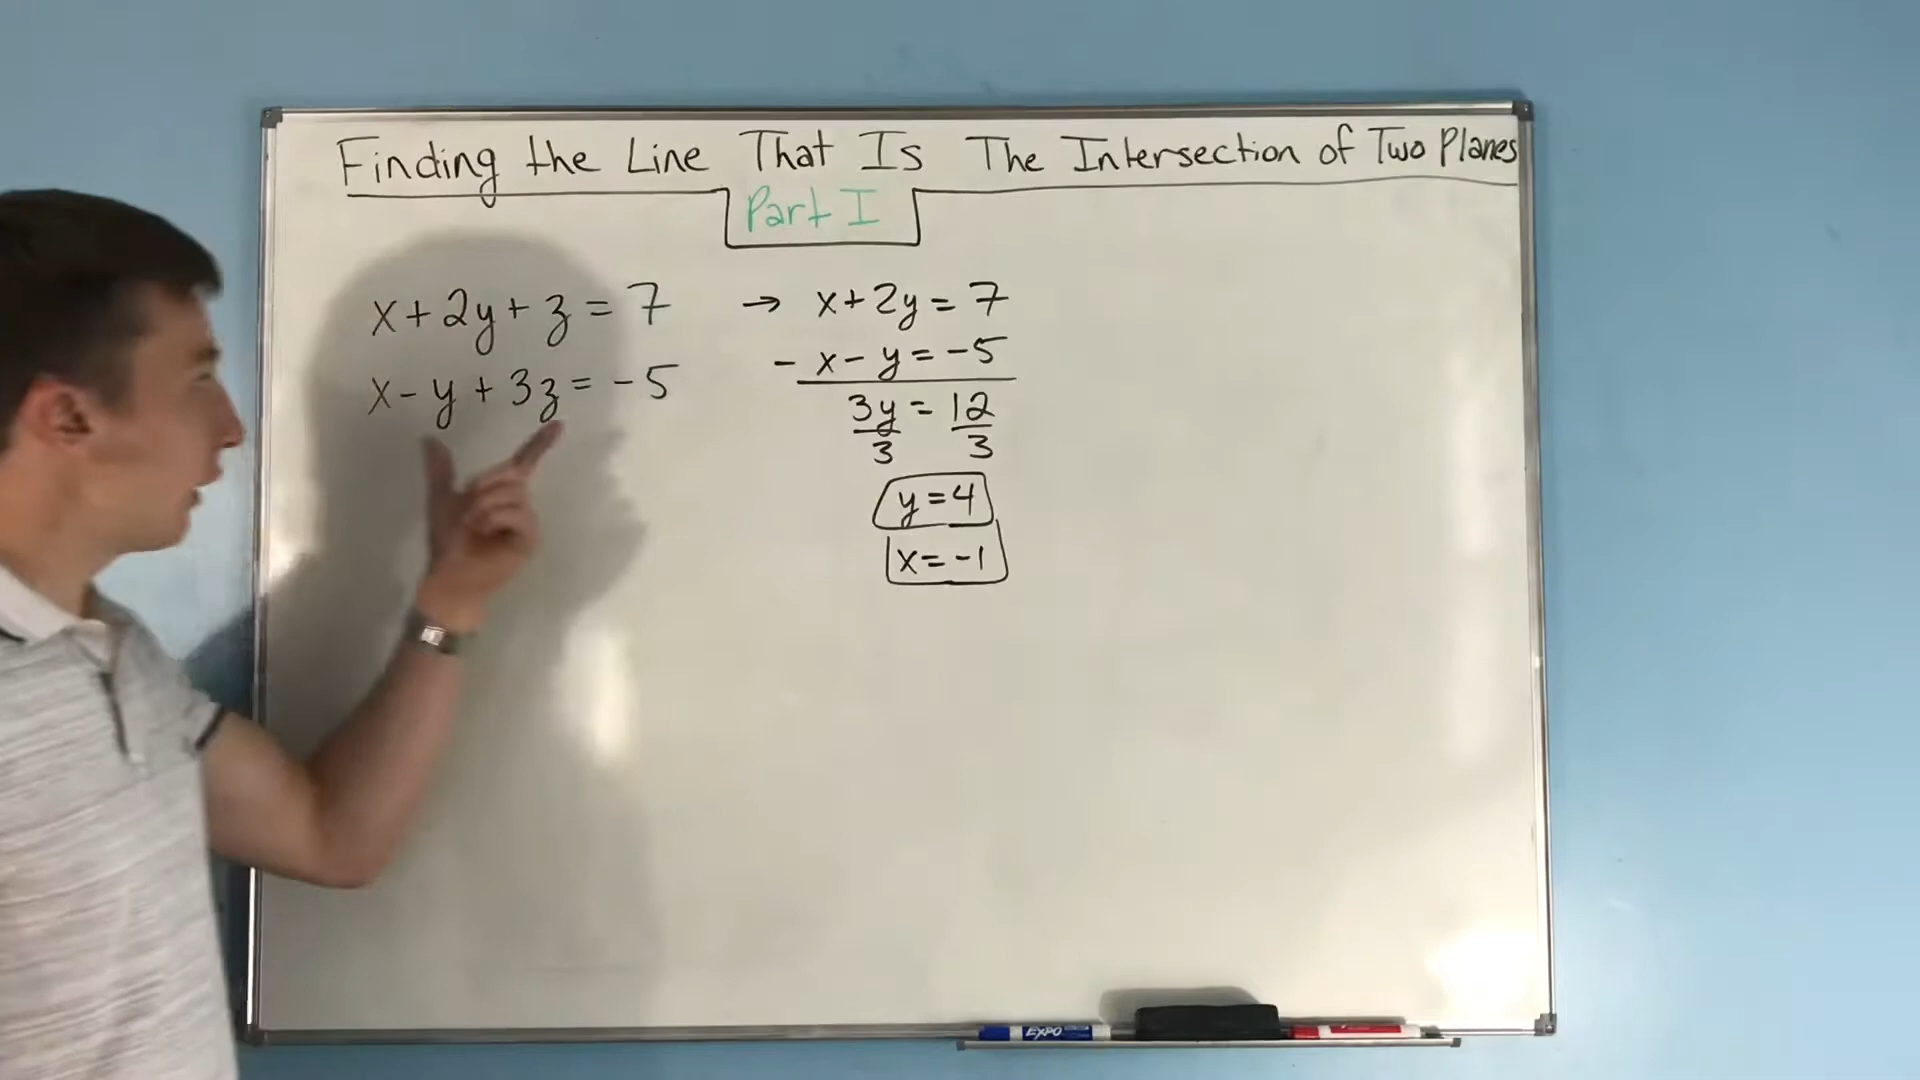 Finding the Line That Is The Intersection of Two Planes
Part I
x+2y+z=7
x-y+3z=-5
→ x+2y=7
- x-y=-5
3y=12
3 3
y=4
x=-1
EXPO